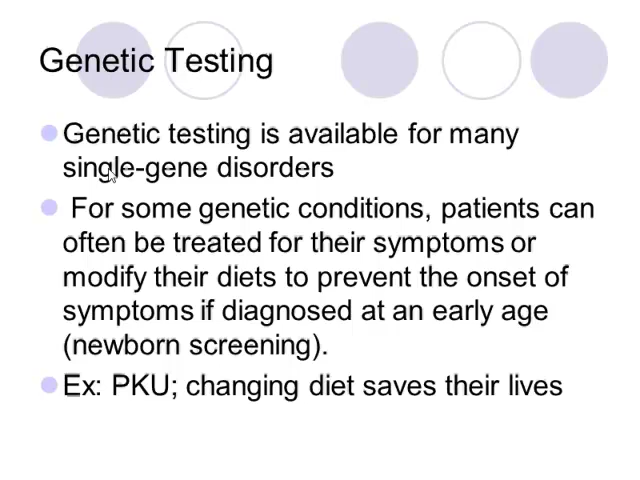 Genetic Testing
Genetic testing is available for many
single-gene disorders
For some genetic conditions, patients can
often be treated for their symptoms or
modify their diets to prevent the onset of
symptoms if diagnosed at an early age
(newborn screening).
Ex: PKU; changing diet saves their lives